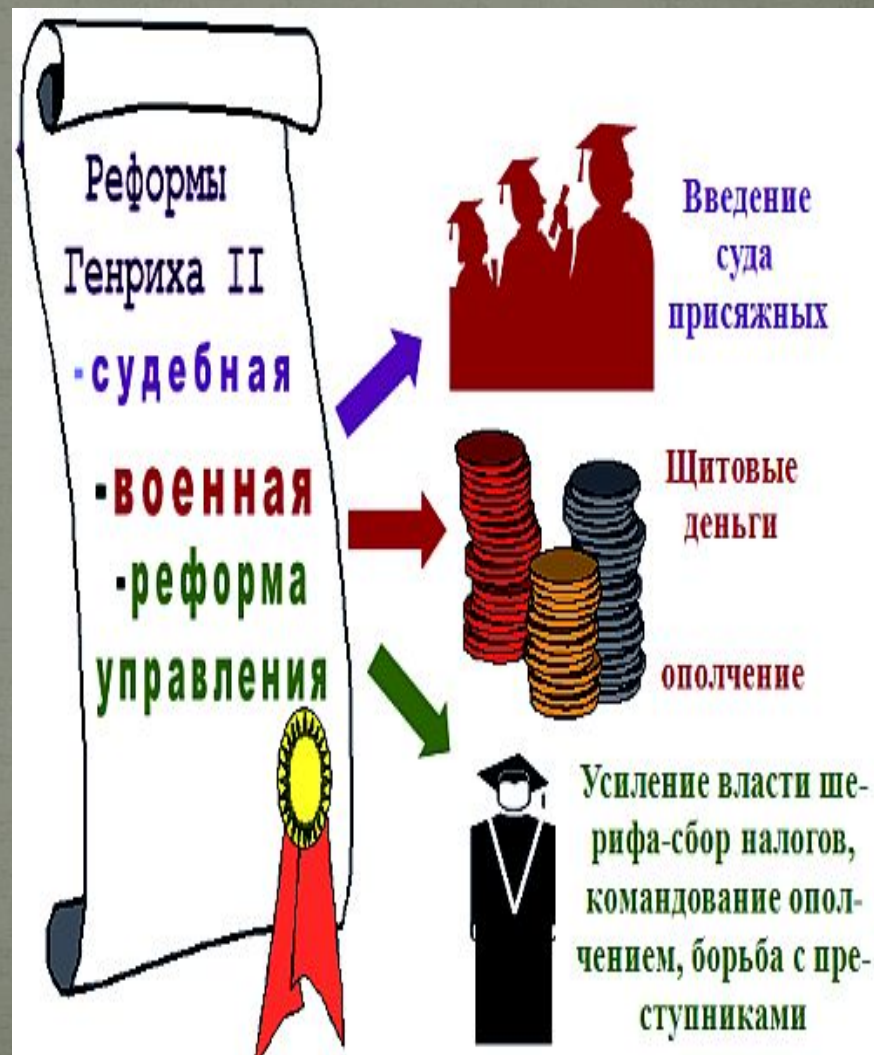 Реформы
Генриха II
-судебная
-военная
-реформа
управления
Введение
суда
присяжных
Щитовые
деньги
ополчение
Усиление власти ше-
рифа-сбор налогов,
командование опол-
чением, борьба с пре-
ступниками